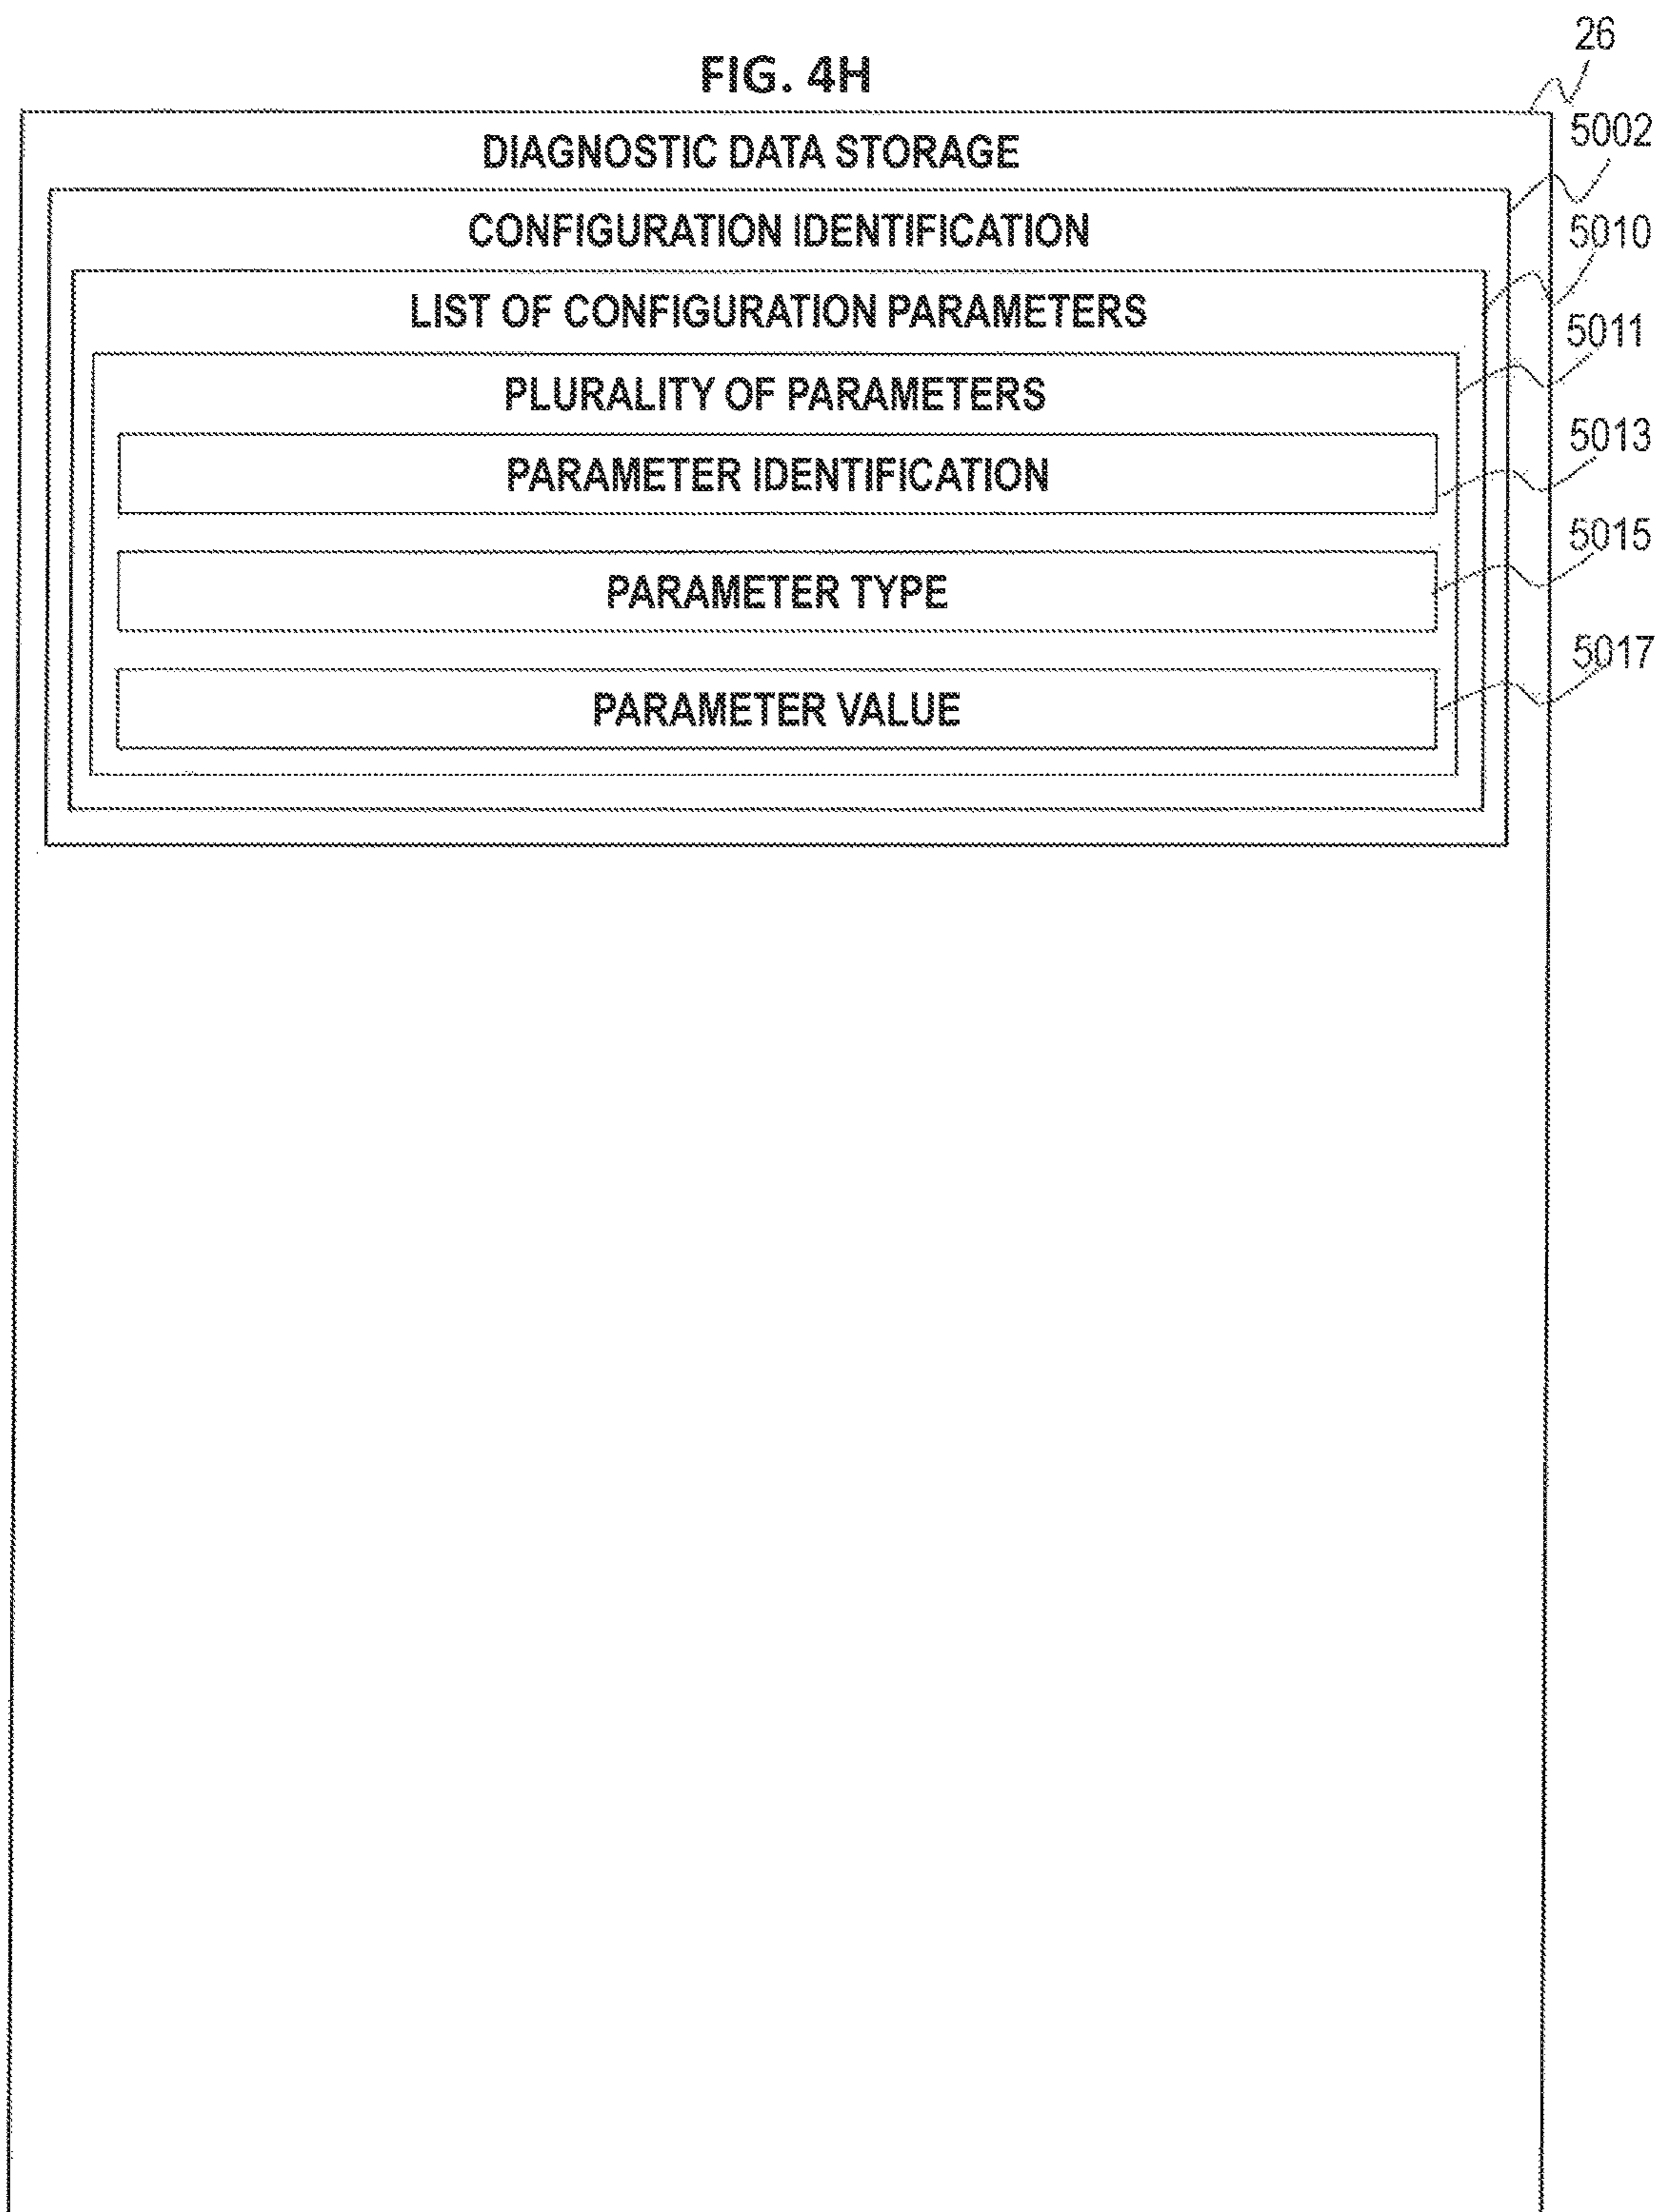 FIG. 4H
26
DIAGNOSTIC DATA STORAGE
5002
CONFIGURATION IDENTIFICATION
5010
LIST OF CONFIGURATION PARAMETERS
5011
PLURALITY OF PARAMETERS
5013
PARAMETER IDENTIFICATION
5015
PARAMETER TYPE
5017
PARAMETER VALUE